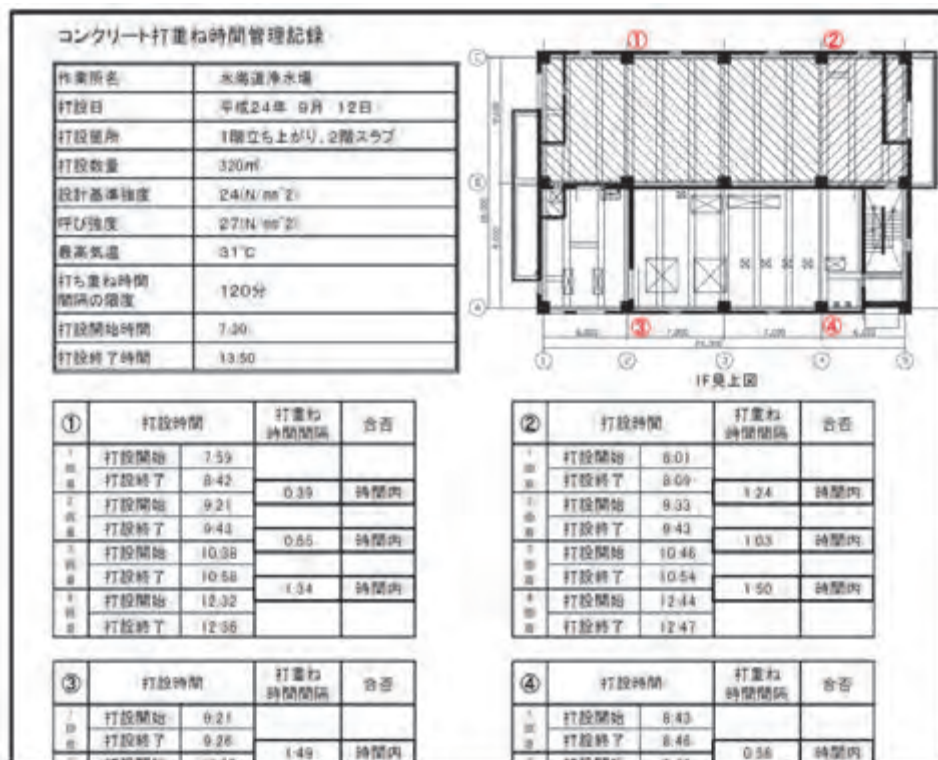 コンクリート打重ね時間管理記録
作業所名
打設日 平成24年 9月 12日
打設箇所 1階立ち上がり、2階スラブ
打設数量 320㎥
設計基準強度 24(N/mm^2)
呼び強度 27(N/mm^2)
最高気温 31℃
打ち重ね時間間隔の限度 120分
打設開始時間 7:30
打設終了時間 13:50
① ②
③ ④
1F見上図
① 打設時間 打重ね時間間隔 合否
打設開始 7:59
打設終了 8:42
0:39 時間内
打設開始 9:21
打設終了 9:43
0:55 時間内
打設開始 10:38
打設終了 10:58
1:34 時間内
打設開始 12:32
打設終了 12:36
② 打設時間 打重ね時間間隔 合否
打設開始 8:01
打設終了 8:09
1:24 時間内
打設開始 9:33
打設終了 9:43
1:03 時間内
打設開始 10:46
打設終了 10:54
1:50 時間内
打設開始 12:44
打設終了 12:47
③ 打設時間 打重ね時間間隔 合否
打設開始
打設終了 9:26
1:49 時間内
④ 打設時間 打重ね時間間隔 合否
打設開始 8:43
打設終了 8:46
時間内